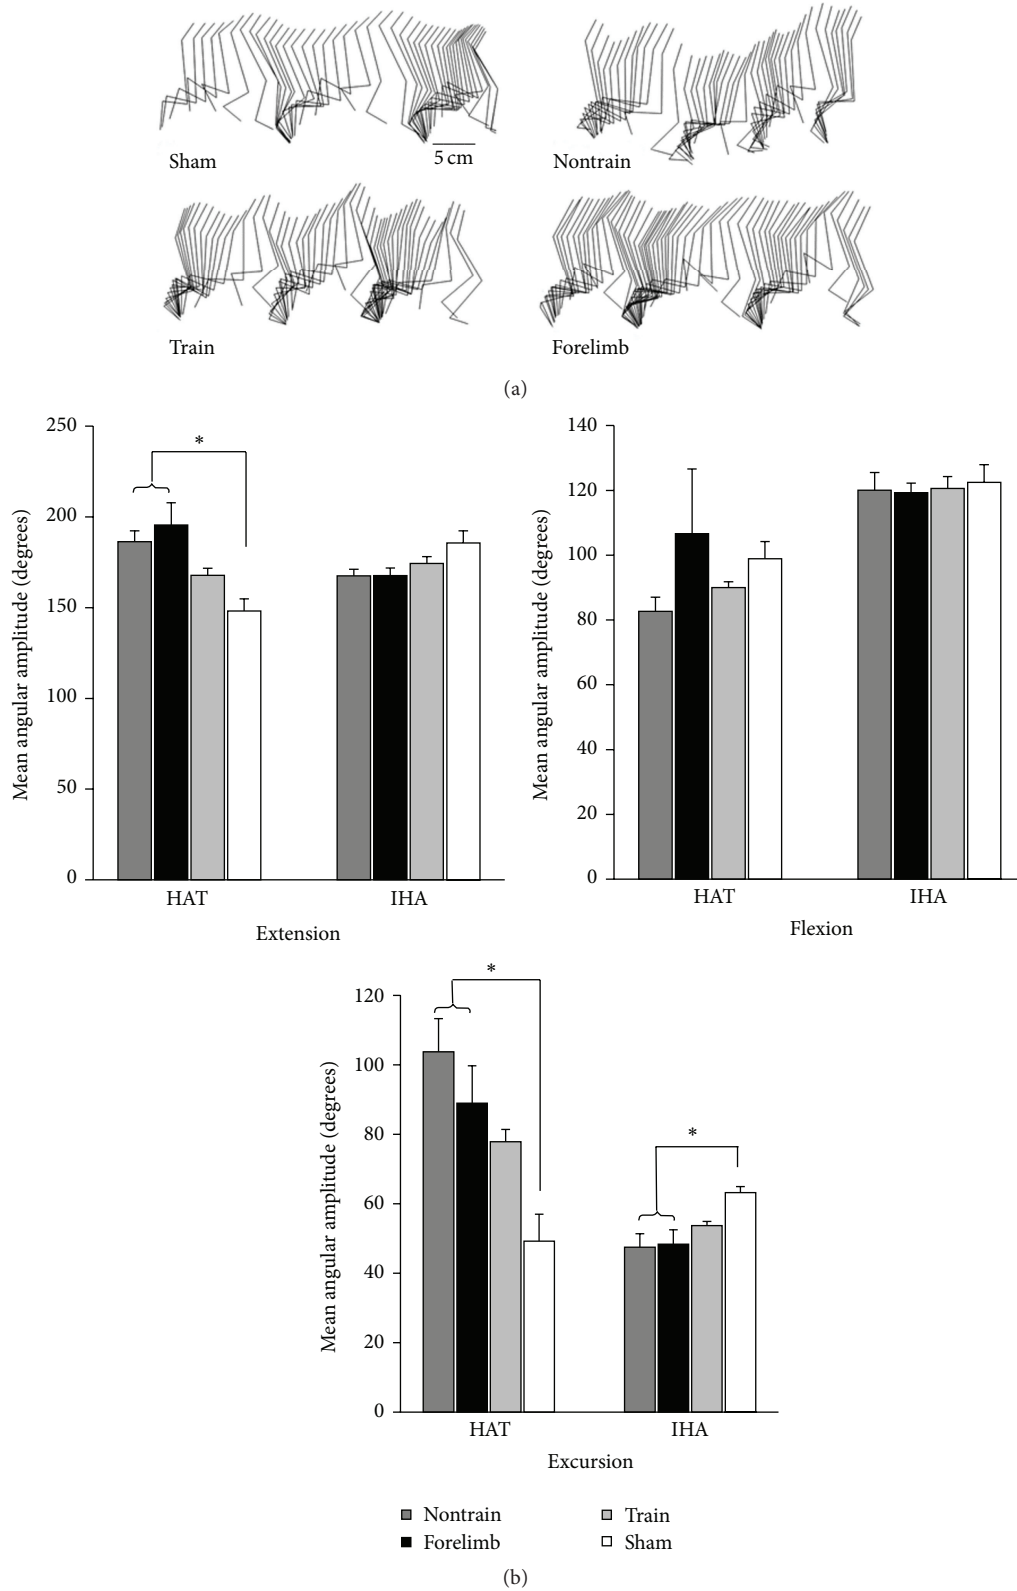 Sham
5 cm
Nontrain
Train
Forelimb
(a)
Mean angular amplitude (degrees)
250
200
150
100
50
0
*
HAT
IHA
Extension
Mean angular amplitude (degrees)
140
120
100
80
60
40
20
0
HAT
IHA
Flexion
Mean angular amplitude (degrees)
120
100
80
60
40
20
0
*
*
HAT
IHA
Excursion
Nontrain
Train
Forelimb
Sham
(b)